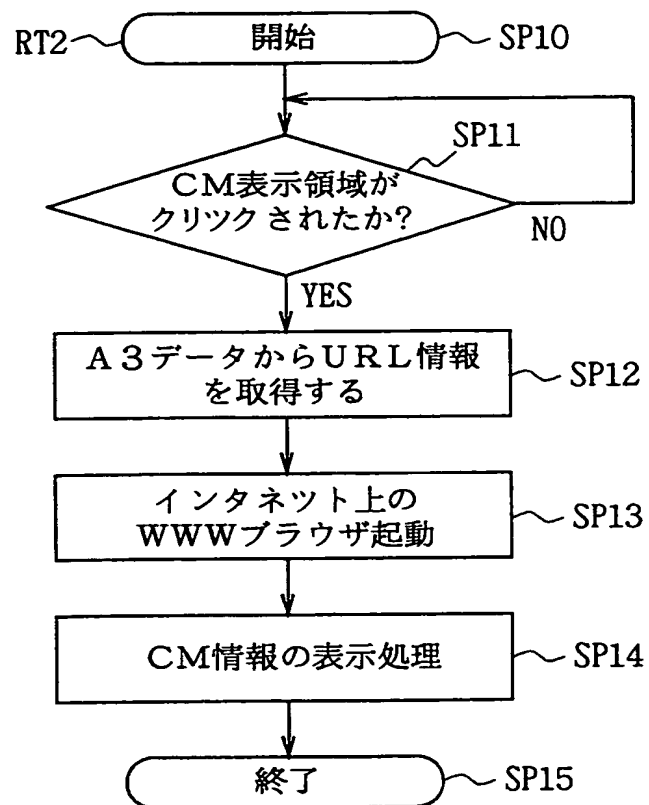 RT2 開始 SP10
SP11
CM表示領域が
クリツクされたか?
NO
YES
A3データからURL情報
を取得する
SP12
インタネツト上の
WWWブラウザ起動
SP13
CM情報の表示処理
SP14
終了
SP15